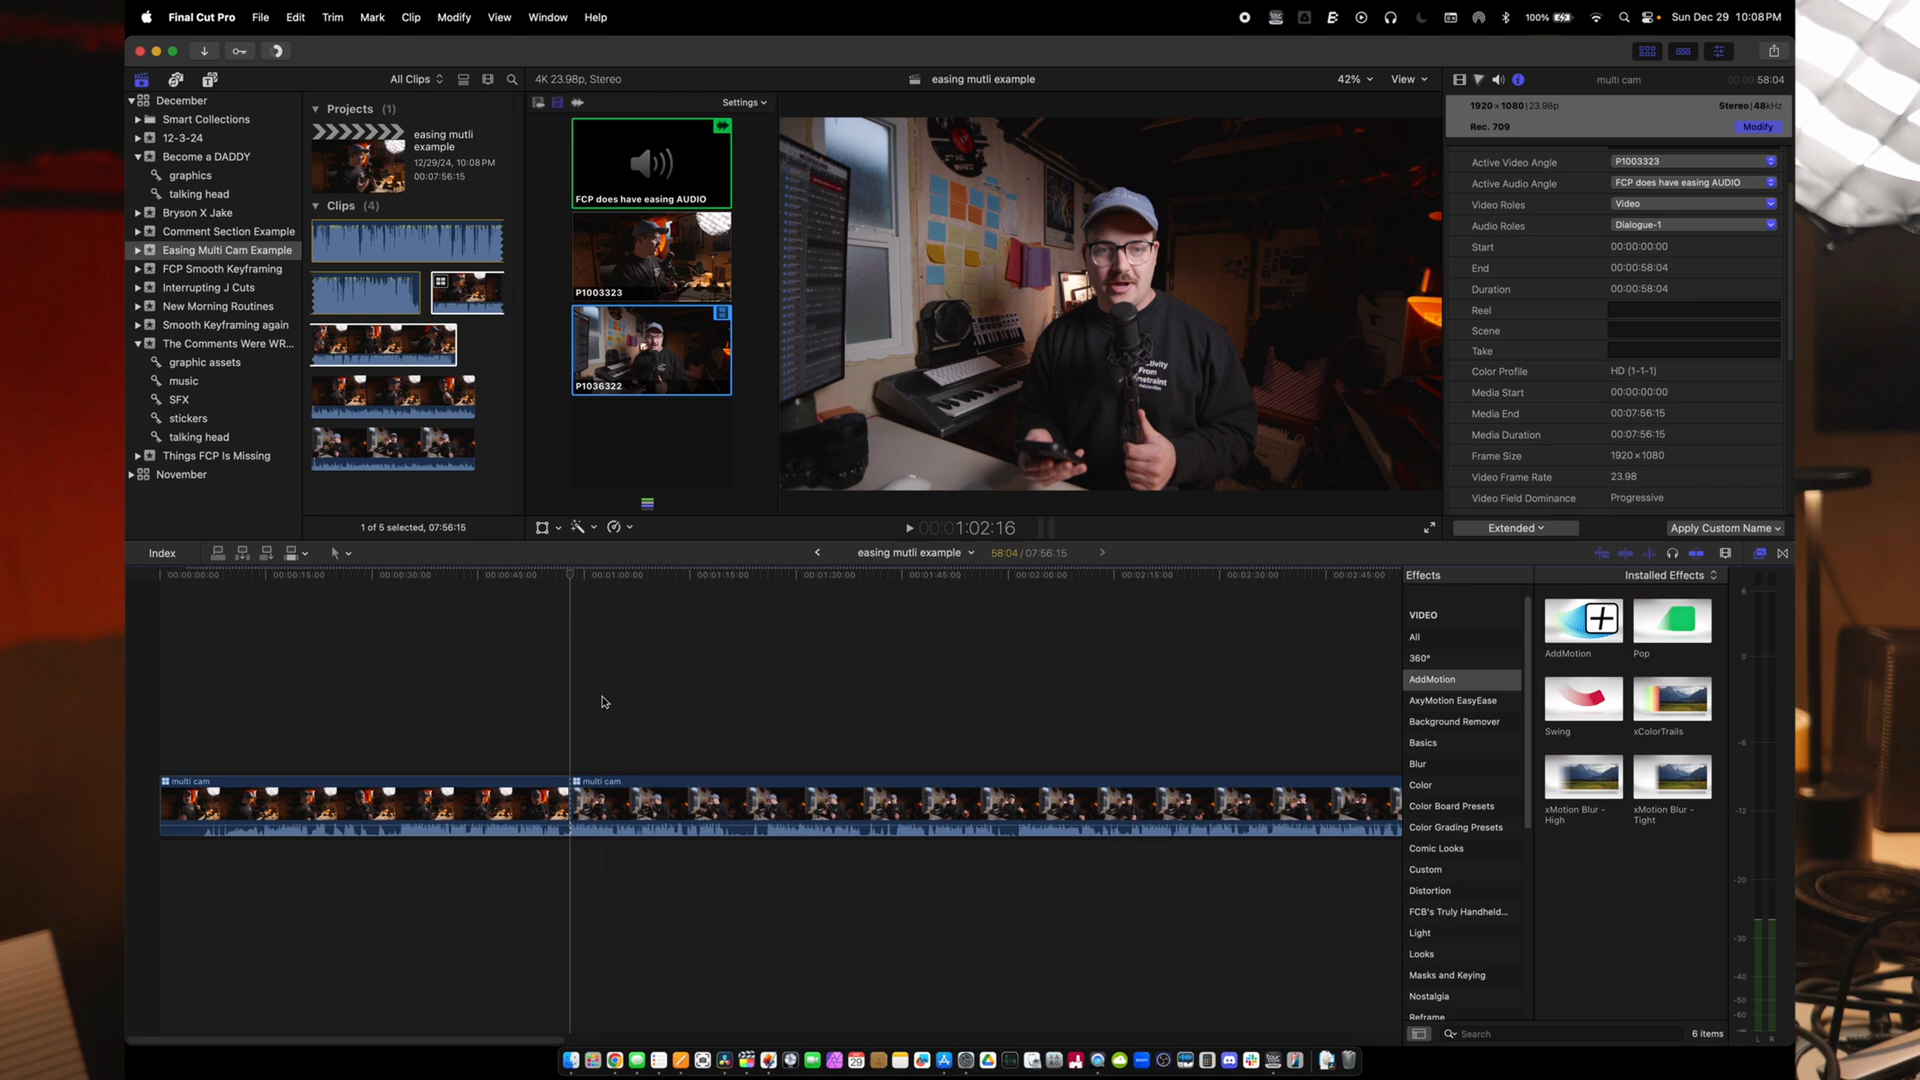 Final Cut Pro File Edit Trim Mark Clip Modify View Window Help
100% Sun Dec 29 10:08 PM
All Clips
4K 23.98p, Stereo
easing mutli example
42% View
multi cam
00:00:58:04
December
Smart Collections
12-3-24
Become a DADDY
graphics
talking head
Bryson X Jake
Comment Section Example
Easing Multi Cam Example
FCP Smooth Keyframing
Interrupting J Cuts
New Morning Routines
Smooth Keyframing again
The Comments Were WR...
graphic assets
music
SFX
stickers
talking head
Things FCP Is Missing
November
Projects (1)
easing mutli
example
12/29/24, 10:08 PM
00:07:56:15
Clips (4)
1 of 5 selected, 07:56:15
Settings
FCP does have easing AUDIO
P1003323
P1036322
00:00:1:02:16
1920 × 1080 | 23.98p Stereo | 48kHz
Rec. 709 Modify
Active Video Angle P1003323
Active Audio Angle FCP does have easing AUDIO
Video Roles Video
Audio Roles Dialogue-1
Start 00:00:00:00
End 00:00:58:04
Duration 00:00:58:04
Reel
Scene
Take
Color Profile HD (1-1-1)
Media Start 00:00:00:00
Media End 00:07:56:15
Media Duration 00:07:56:15
Frame Size 1920×1080
Video Frame Rate 23.98
Video Field Dominance Progressive
Extended Apply Custom Name
Index
easing mutli example 58:04 / 07:56:15
00:00:00:00 00:00:15:00 00:00:30:00 00:00:45:00 00:01:00:00 00:01:15:00 00:01:30:00 00:01:45:00 00:02:00:00 00:02:15:00 00:02:30:00 00:02:45:00
multi cam multi cam
Effects Installed Effects
VIDEO
All
360°
AddMotion
AxyMotion EasyEase
Background Remover
Basics
Blur
Color
Color Board Presets
Color Grading Presets
Comic Looks
Custom
Distortion
FCB's Truly Handheld...
Light
Looks
Masks and Keying
Nostalgia
Reframe
AddMotion Pop
Swing xColorTrails
xMotion Blur - High
xMotion Blur - Tight
Search 6 items
6
0
-6
-12
-20
-30
-40
-50
-60
-∞
L R